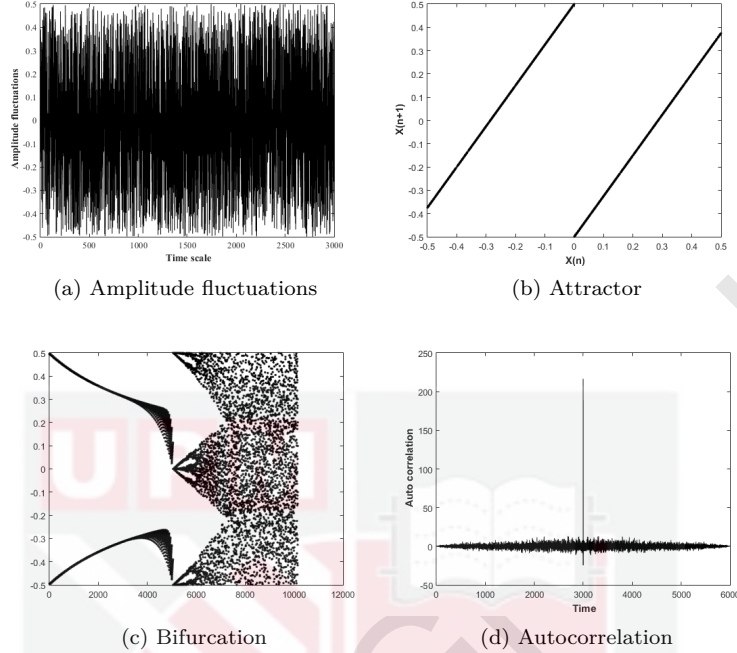 0.5 0.4 0.3 0.2 0.1 0 -0.1 -0.2 -0.3 -0.4 -0.5
Amplitude fluctuations
0 500 1000 1500 2000 2500 3000
Time scale
(a) Amplitude fluctuations
0.5 0.4 0.3 0.2 0.1 0 -0.1 -0.2 -0.3 -0.4 -0.5
X(n+1)
-0.5 -0.4 -0.3 -0.2 -0.1 0 0.1 0.2 0.3 0.4 0.5
X(n)
(b) Attractor
0.5 0.4 0.3 0.2 0.1 0 -0.1 -0.2 -0.3 -0.4 -0.5
0 2000 4000 6000 8000 10000 12000
(c) Bifurcation
250 200 150 100 50 0 -50
Auto correlation
0 1000 2000 3000 4000 5000 6000
Time
(d) Autocorrelation